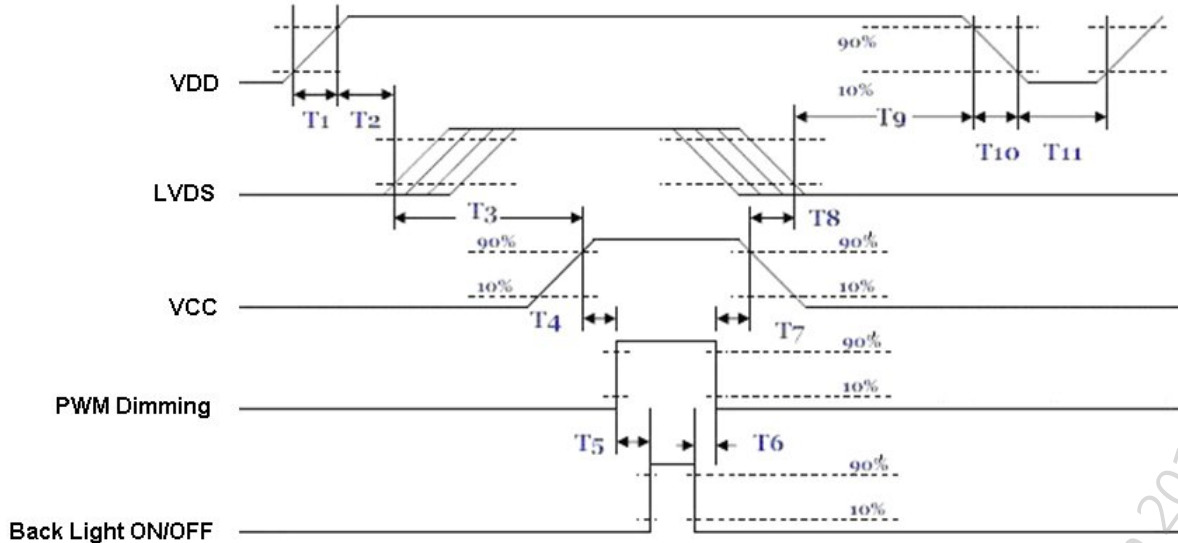 90%
VDD
10%
T1 T2 T9
T10 T11
LVDS
T3 T8
90% 90%
10% 10%
VCC
T4 T7
90%
10%
PWM Dimming
T5 T6
90%
10%
Back Light ON/OFF